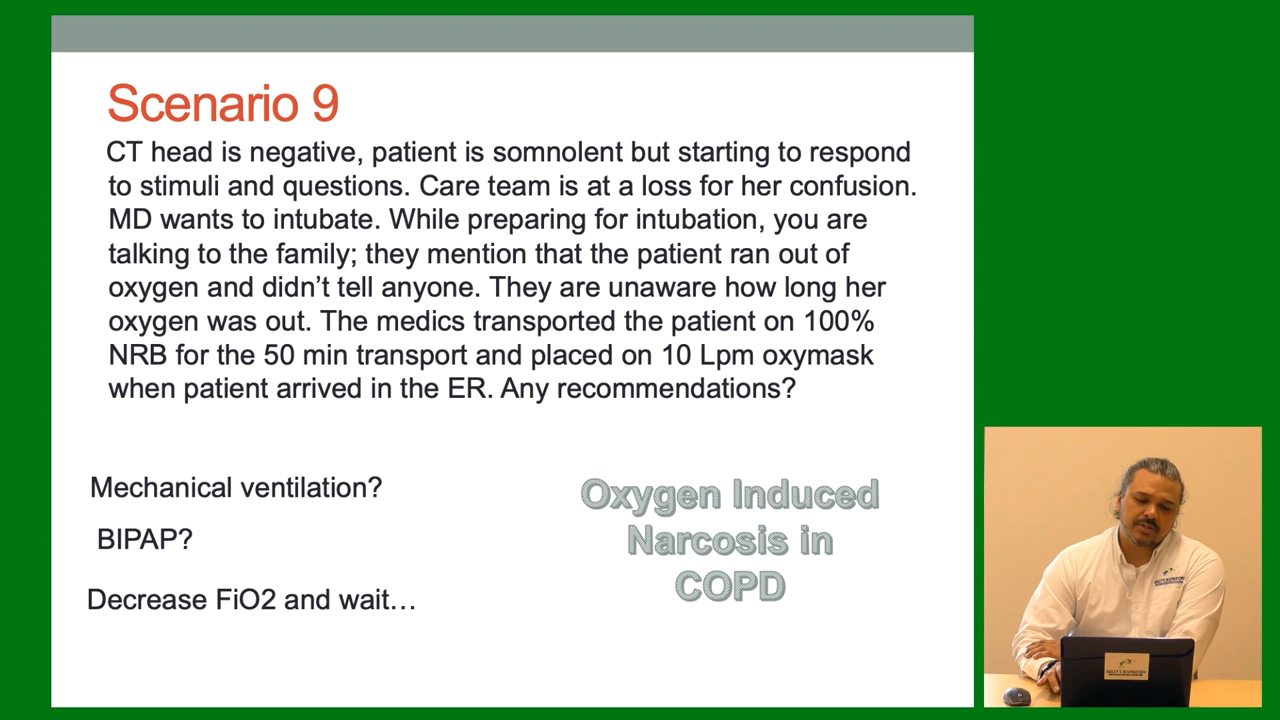 Scenario 9
CT head is negative, patient is somnolent but starting to respond
to stimuli and questions. Care team is at a loss for her confusion.
MD wants to intubate. While preparing for intubation, you are
talking to the family; they mention that the patient ran out of
oxygen and didn’t tell anyone. They are unaware how long her
oxygen was out. The medics transported the patient on 100%
NRB for the 50 min transport and placed on 10 Lpm oxymask
when patient arrived in the ER. Any recommendations?
Mechanical ventilation?
BIPAP?
Decrease FiO2 and wait…
Oxygen Induced
Narcosis in
COPD